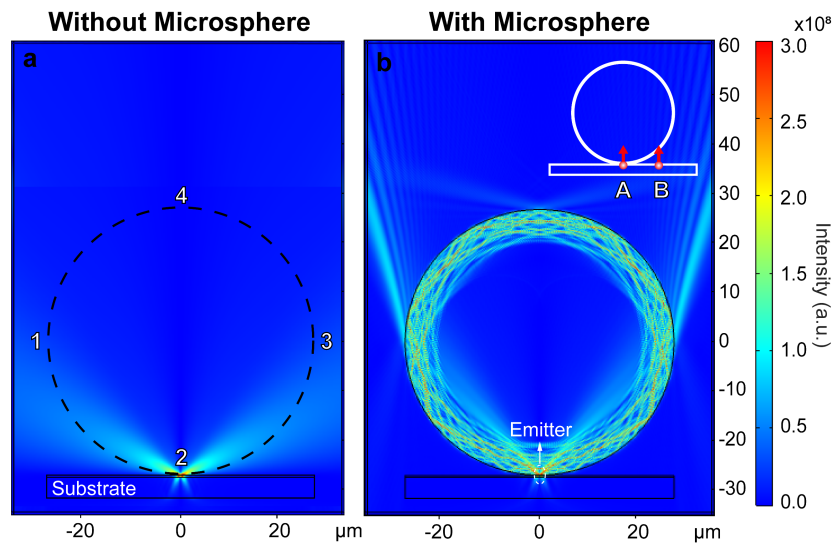 Without Microsphere
With Microsphere
x10⁸
a
b
4
1
3
2
Substrate
A
B
Emitter
60
50
40
30
20
10
0
-10
-20
-30
3.0
2.5
2.0
1.5
1.0
0.5
0.0
Intensity (a.u.)
-20
0
20
µm
-20
0
20
µm